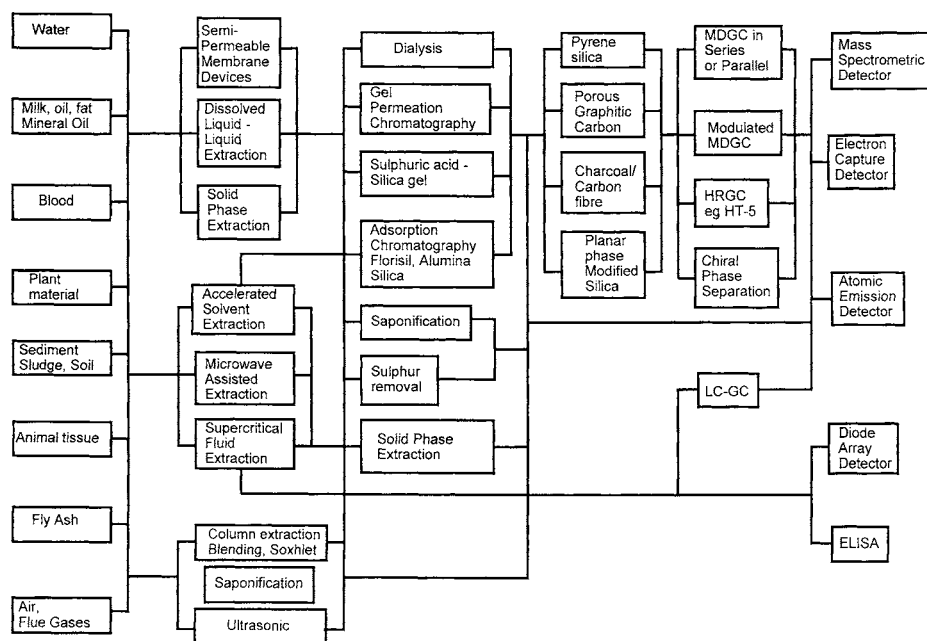 Water
Milk, oil, fat
Mineral Oil
Blood
Plant
material
Sediment
Sludge, Soil
Animal tissue
Fly Ash
Air,
Flue Gases
Semi-
Permeable
Membrane
Devices
Dissolved
Liquid -
Liquid
Extraction
Solid
Phase
Extraction
Accelerated
Solvent
Extraction
Microwave
Assisted
Extraction
Supercritical
Fluid
Extraction
Column extraction
Blending, Soxhlet
Saponification
Ultrasonic
Dialysis
Gel
Permeation
Chromatography
Sulphuric acid -
Silica gel
Adsorption
Chromatography
Florisil, Alumina
Silica
Saponification
Sulphur
removal
Solid Phase
Extraction
Pyrene
silica
Porous
Graphitic
Carbon
Charcoal/
Carbon
fibre
Planar
phase
Modified
Silica
MDGC in
Series
or Parallel
Modulated
MDGC
HRGC
eg HT-5
Chiral
Phase
Separation
LC-GC
Mass
Spectrometric
Detector
Electron
Capture
Detector
Atomic
Emission
Detector
Diode
Array
Detector
ELISA